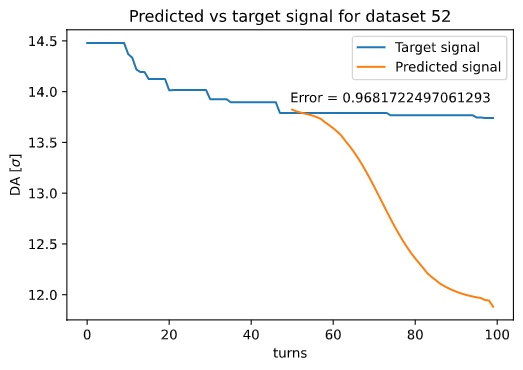 Predicted vs target signal for dataset 52
14.5
14.0
13.5
13.0
12.5
12.0
DA [σ]
Target signal
Predicted signal
Error = 0.9681722497061293
0 20 40 60 80 100
turns